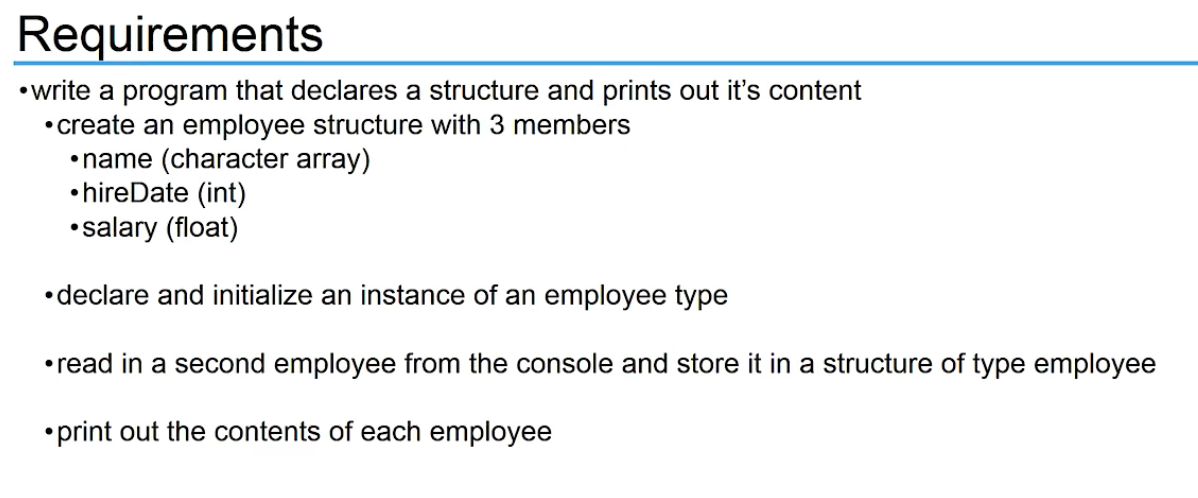 Requirements
•write a program that declares a structure and prints out it’s content
•create an employee structure with 3 members
•name (character array)
•hireDate (int)
•salary (float)
•declare and initialize an instance of an employee type
•read in a second employee from the console and store it in a structure of type employee
•print out the contents of each employee